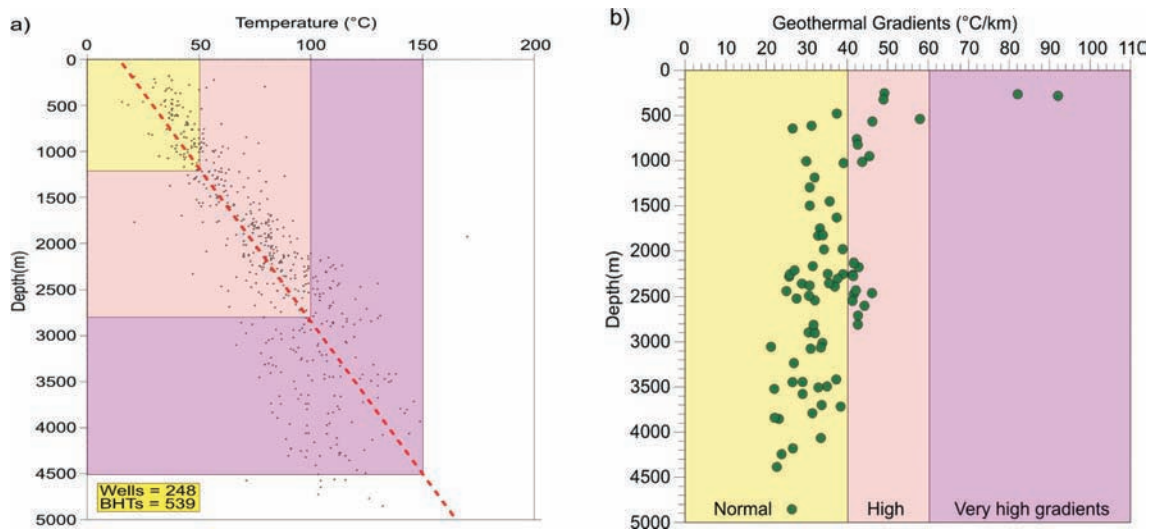 a)
Temperature (°C)
0 50 100 150 200
Depth(m)
0
500
1000
1500
2000
2500
3000
3500
4000
4500
5000
Wells = 248
BHTs = 539
b)
Geothermal Gradients (°C/km)
0 10 20 30 40 50 60 70 80 90 100 110
Depth(m)
0
500
1000
1500
2000
2500
3000
3500
4000
4500
5000
Normal High Very high gradients